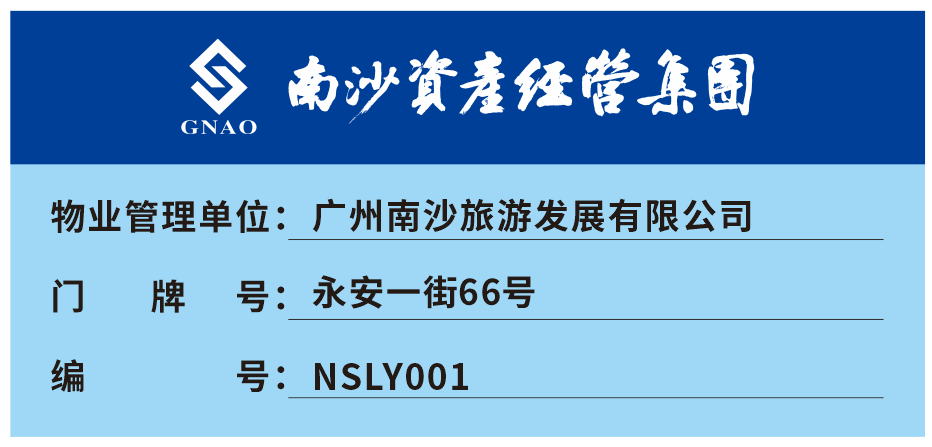 南沙資產经营集團
GNAO
物业管理单位：广州南沙旅游发展有限公司
门牌号：永安一街66号
编号：NSLY001